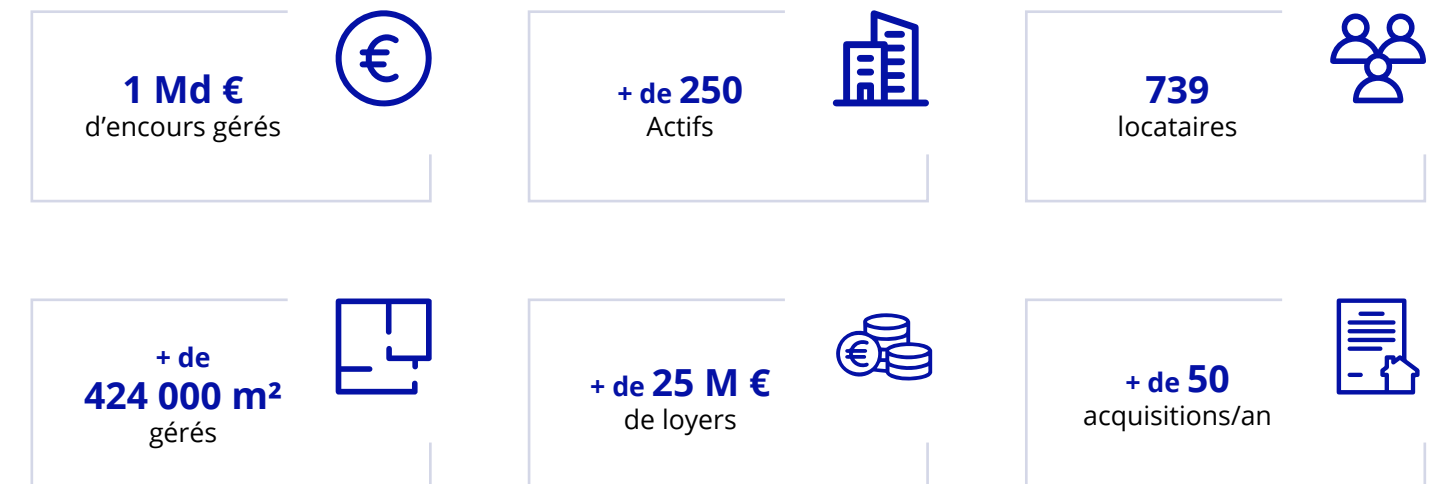 1 Md €
d’encours gérés
+ de 250
Actifs
739
locataires
+ de
424 000 m²
gérés
+ de 25 M €
de loyers
+ de 50
acquisitions/an